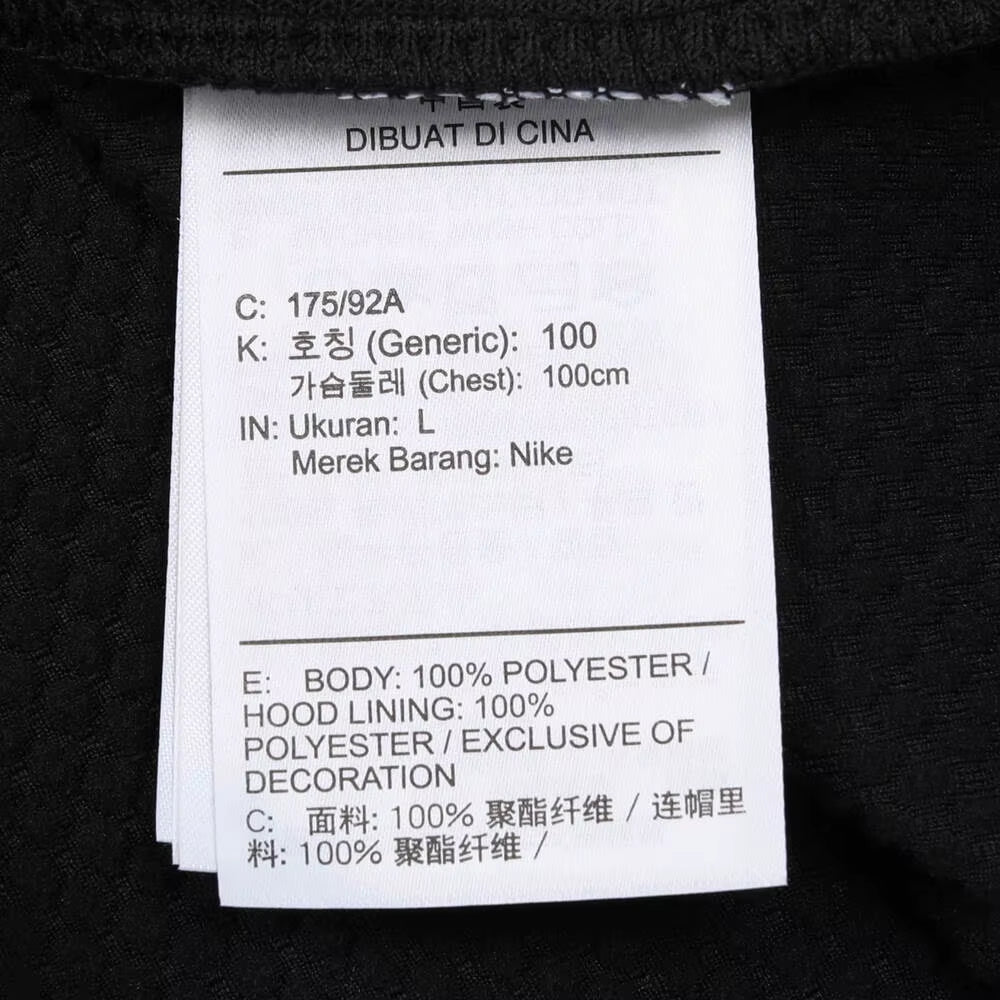 DIBUAT DI CINA
C: 175/92A
K: 호칭 (Generic): 100
가슴둘레 (Chest): 100cm
IN: Ukuran: L
Merek Barang: Nike
E: BODY: 100% POLYESTER /
HOOD LINING: 100%
POLYESTER / EXCLUSIVE OF
DECORATION
C: 面料: 100% 聚酯纤维 / 连帽里
料: 100% 聚酯纤维 /